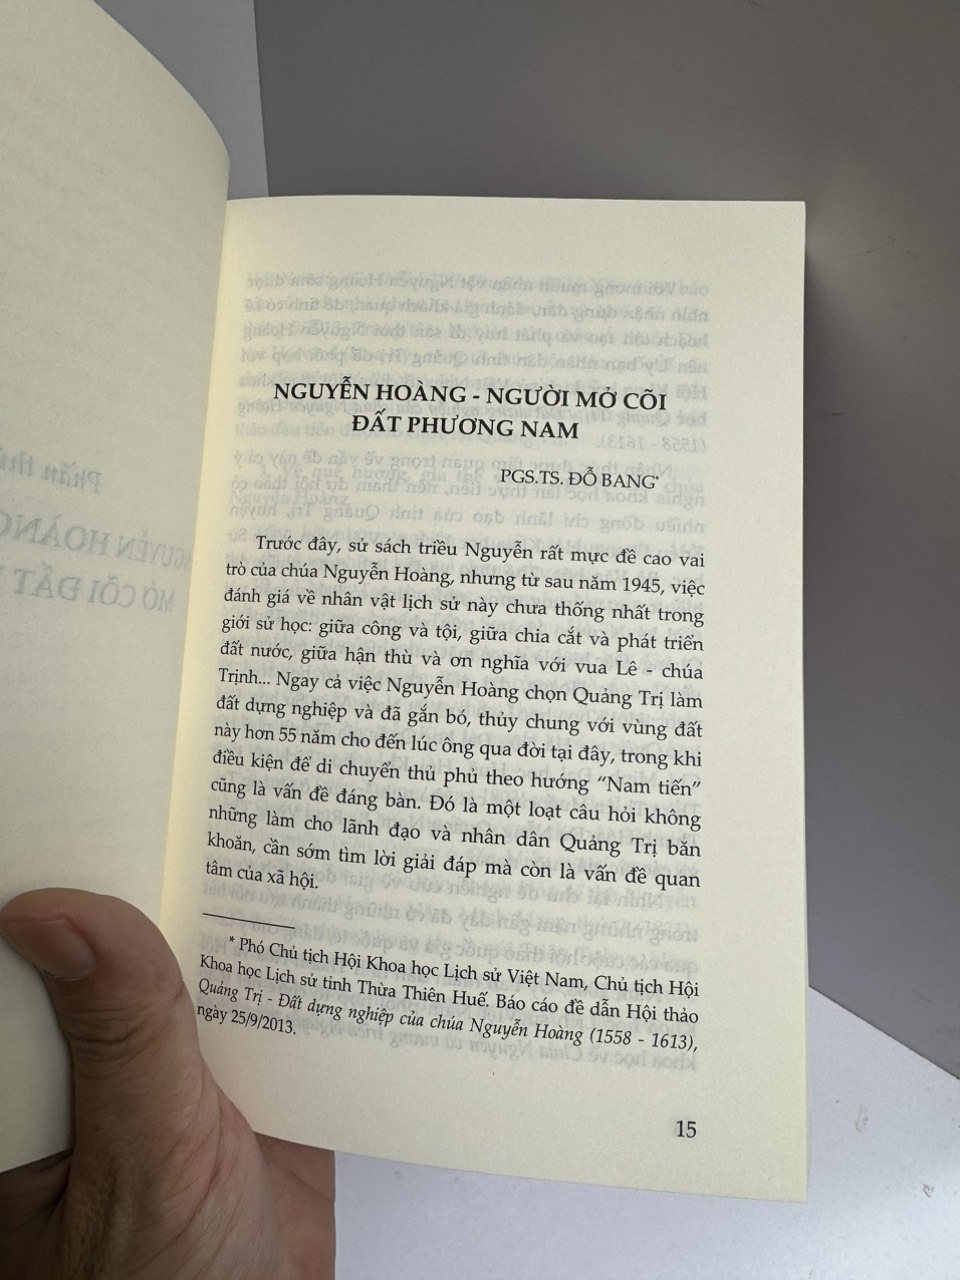 NGUYỄN HOÀNG - NGƯỜI MỞ CÕI
ĐẤT PHƯƠNG NAM
PGS.TS. ĐỖ BANG*
Trước đây, sử sách triều Nguyễn rất mực đề cao vai
trò của chúa Nguyễn Hoàng, nhưng từ sau năm 1945, việc
đánh giá về nhân vật lịch sử này chưa thống nhất trong
giới sử học: giữa công và tội, giữa chia cắt và phát triển
đất nước, giữa hận thù và ơn nghĩa với vua Lê - chúa
Trịnh... Ngay cả việc Nguyễn Hoàng chọn Quảng Trị làm
đất dựng nghiệp và đã gắn bó, thủy chung với vùng đất
này hơn 55 năm cho đến lúc ông qua đời tại đây, trong khi
điều kiện để di chuyển thủ phủ theo hướng “Nam tiến”
cũng là vấn đề đáng bàn. Đó là một loạt câu hỏi không
những làm cho lãnh đạo và nhân dân Quảng Trị băn
khoăn, cần sớm tìm lời giải đáp mà còn là vấn đề quan
tâm của xã hội.
* Phó Chủ tịch Hội Khoa học Lịch sử Việt Nam, Chủ tịch Hội
Khoa học Lịch sử tỉnh Thừa Thiên Huế. Báo cáo đề dẫn Hội thảo
Quảng Trị - Đất dựng nghiệp của chúa Nguyễn Hoàng (1558 - 1613),
ngày 25/9/2013.
15